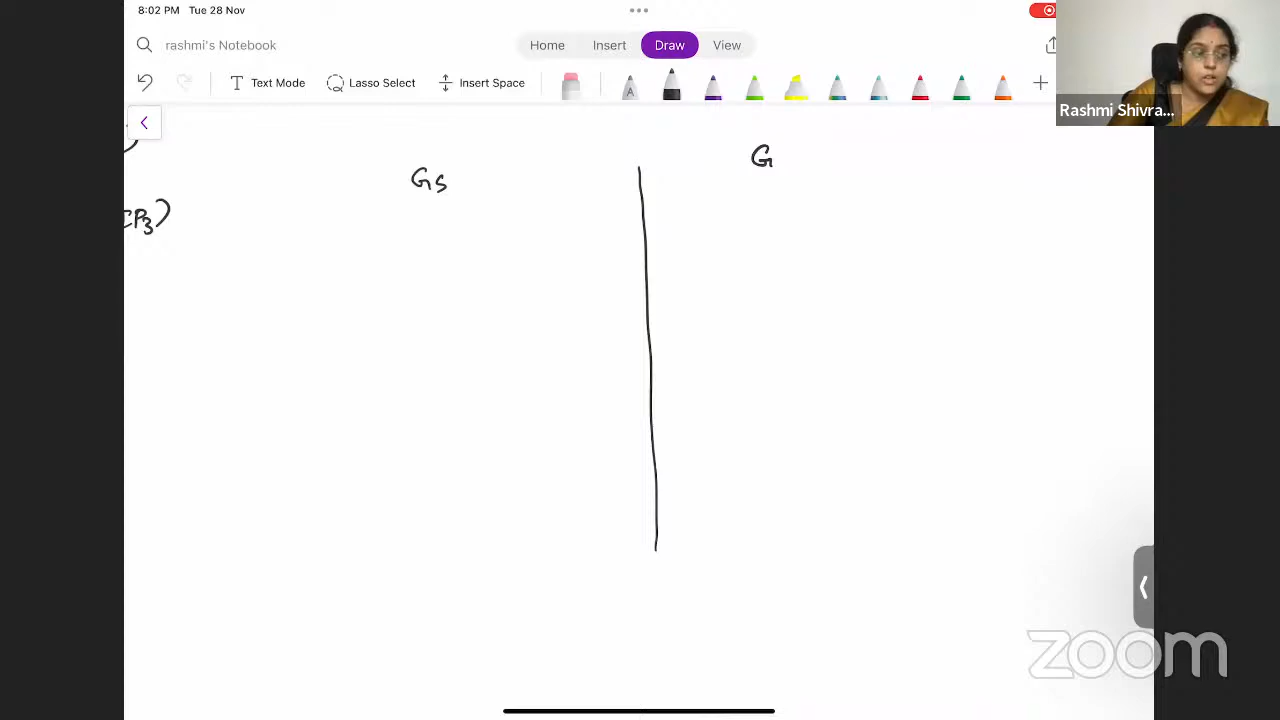 8:02 PM Tue 28 Nov
rashmi's Notebook
Home Insert Draw View
Text Mode Lasso Select Insert Space
A
Rashmi Shivra...
)
G
Gs
IP3)
zoom